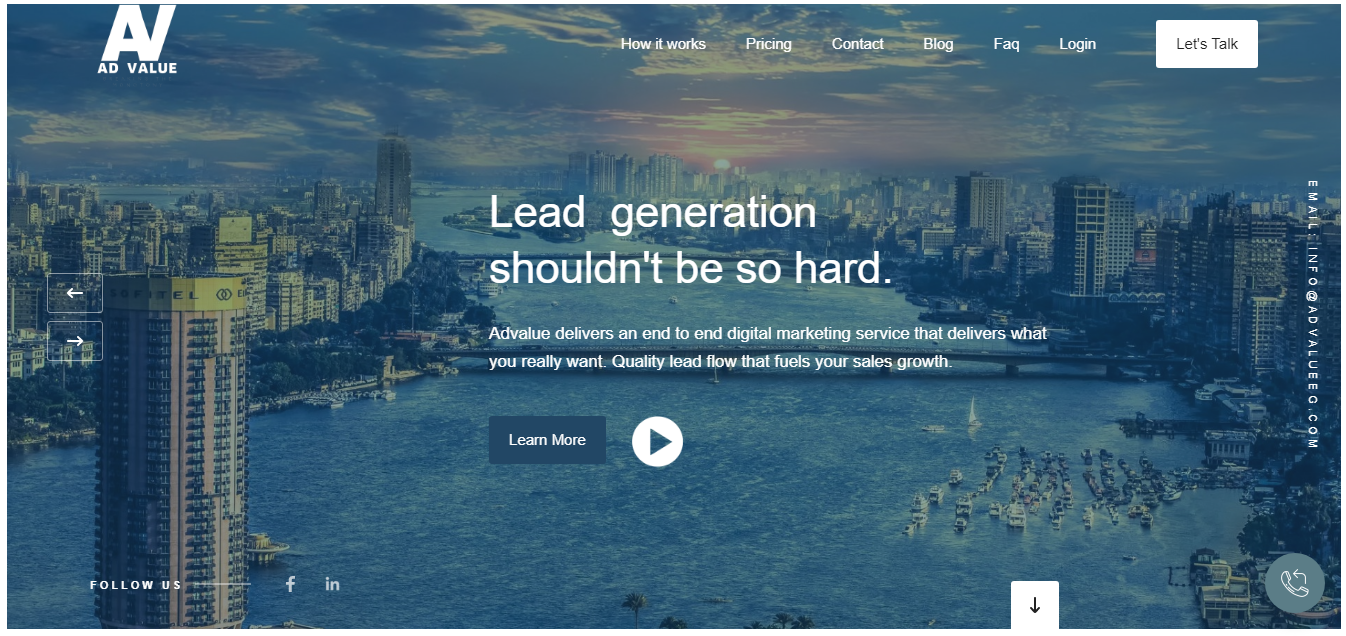 AV
AD VALUE
How it works Pricing Contact Blog Faq Login Let's Talk
Lead generation
shouldn't be so hard.
Advalue delivers an end to end digital marketing service that delivers what
you really want. Quality lead flow that fuels your sales growth.
Learn More
SOFITEL
EMAIL: INFO@ADVALUEEG.COM
FOLLOW US
f in